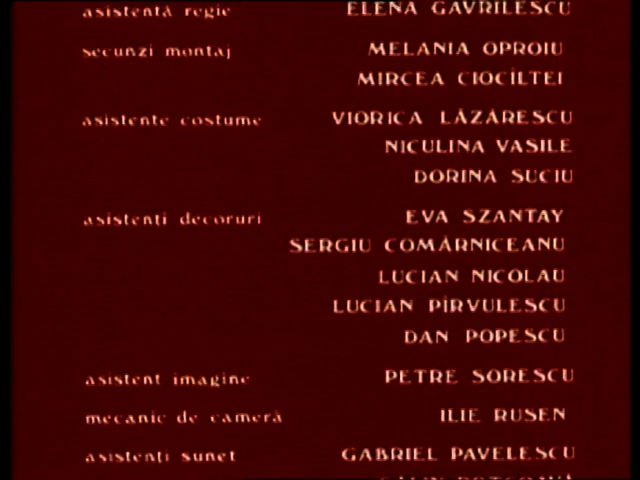 asistentă regie ELENA GAVRILESCU
secunzi montaj MELANIA OPROIU
MIRCEA CIOCÎLTEI
asistente costume VIORICA LĂZĂRESCU
NICULINA VASILE
DORINA SUCIU
asistenti decoruri EVA SZANTAY
SERGIU COMĂRNICEANU
LUCIAN NICOLAU
LUCIAN PÎRVULESCU
DAN POPESCU
asistent imagine PETRE SORESCU
mecanic de cameră ILIE RUSEN
asistenți sunet GABRIEL PAVELESCU